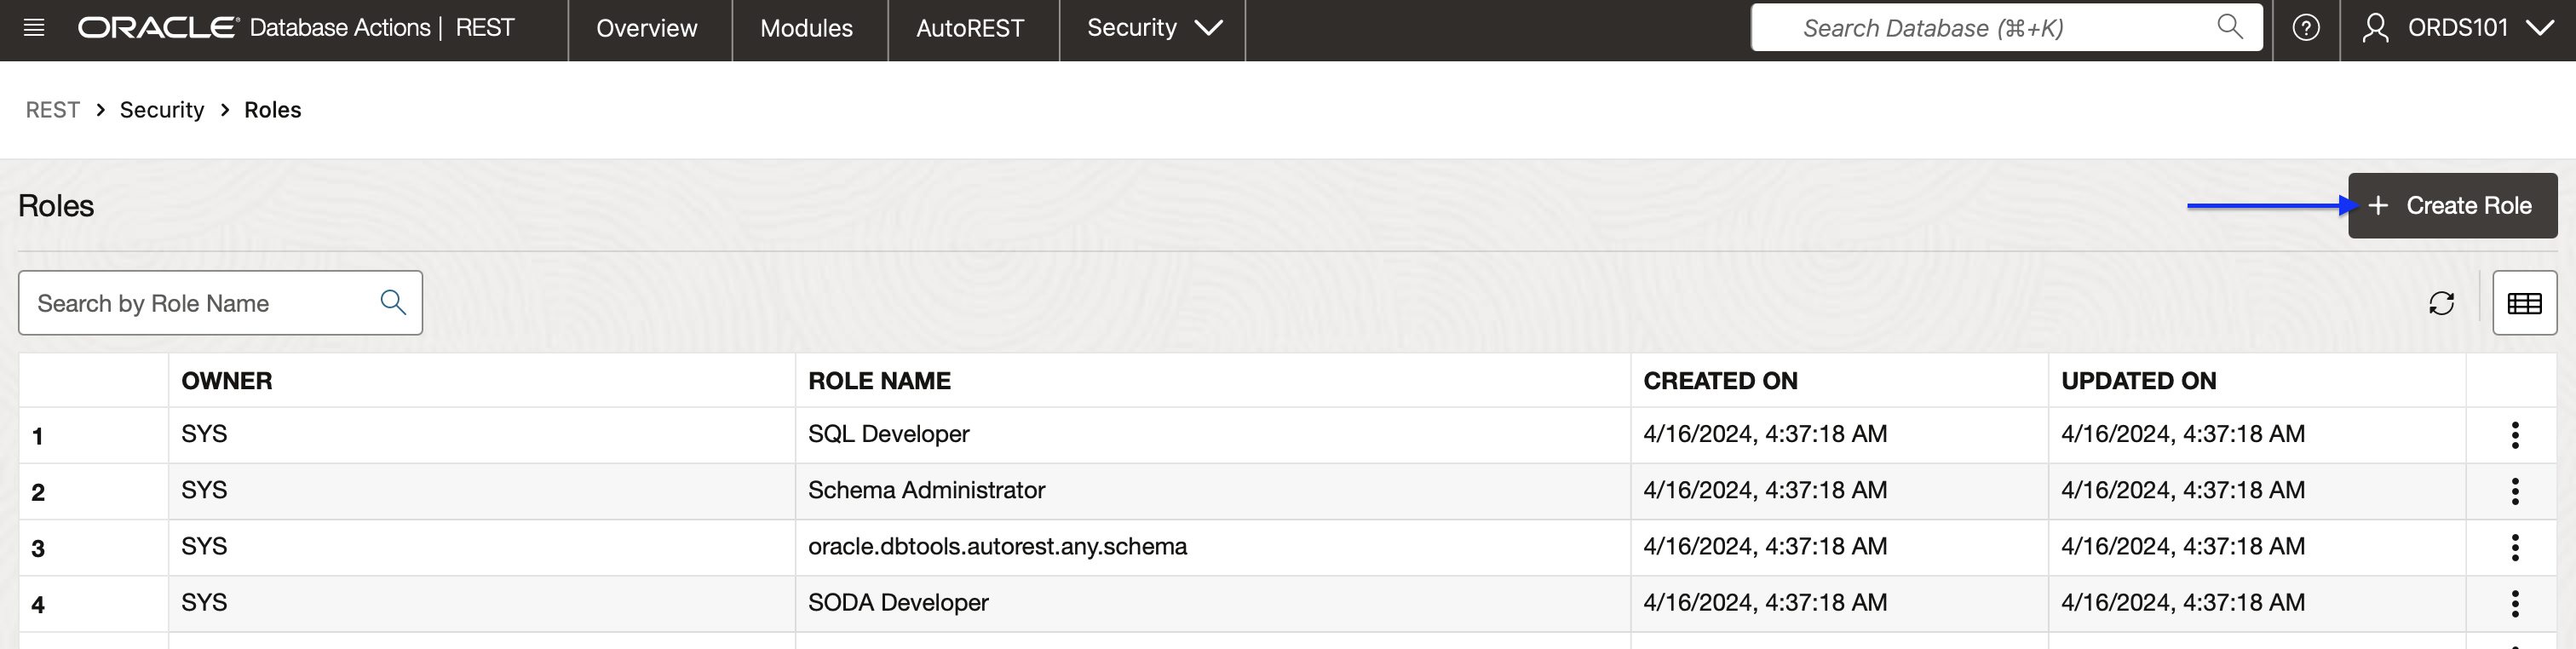 ORACLE Database Actions | REST Overview Modules AutoREST Security Search Database (⌘+K) ORDS101
REST > Security > Roles
Roles + Create Role
Search by Role Name
OWNER ROLE NAME CREATED ON UPDATED ON
1 SYS SQL Developer 4/16/2024, 4:37:18 AM 4/16/2024, 4:37:18 AM
2 SYS Schema Administrator 4/16/2024, 4:37:18 AM 4/16/2024, 4:37:18 AM
3 SYS oracle.dbtools.autorest.any.schema 4/16/2024, 4:37:18 AM 4/16/2024, 4:37:18 AM
4 SYS SODA Developer 4/16/2024, 4:37:18 AM 4/16/2024, 4:37:18 AM